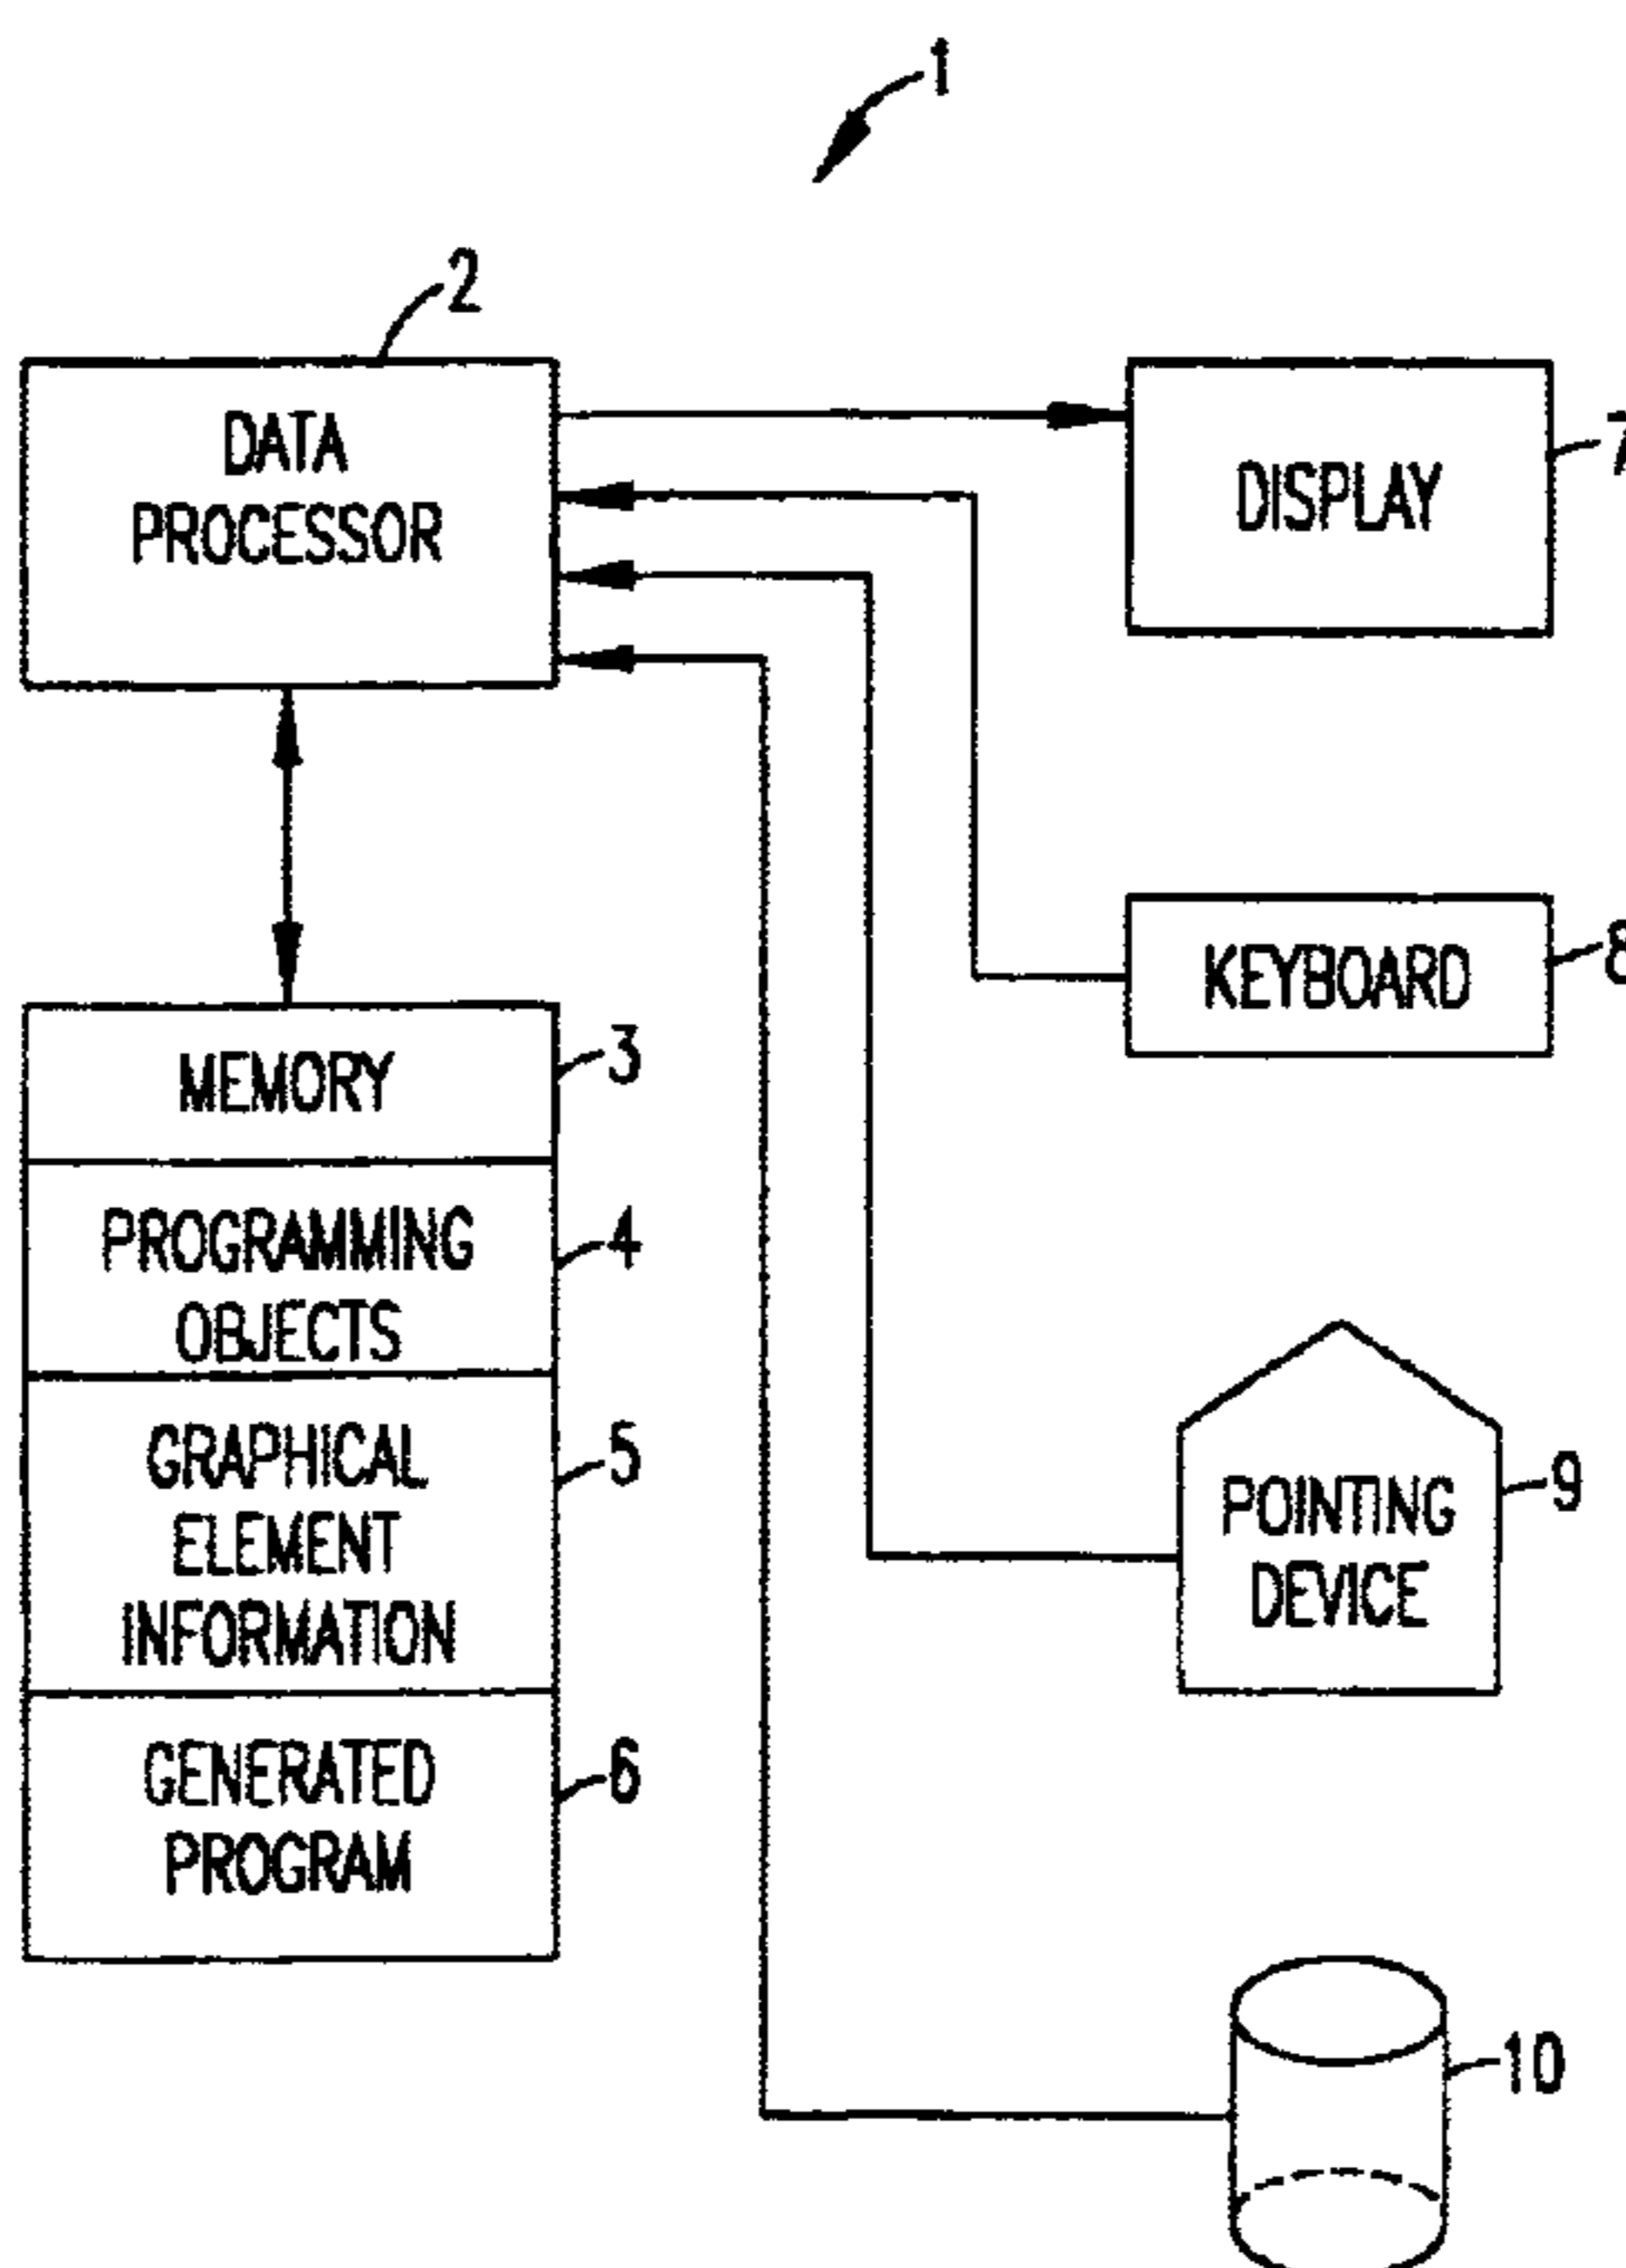 1
2
DATA
PROCESSOR
DISPLAY
7
KEYBOARD
8
MEMORY
3
PROGRAMMING
OBJECTS
4
GRAPHICAL
ELEMENT
INFORMATION
5
GENERATED
PROGRAM
6
POINTING
DEVICE
9
10